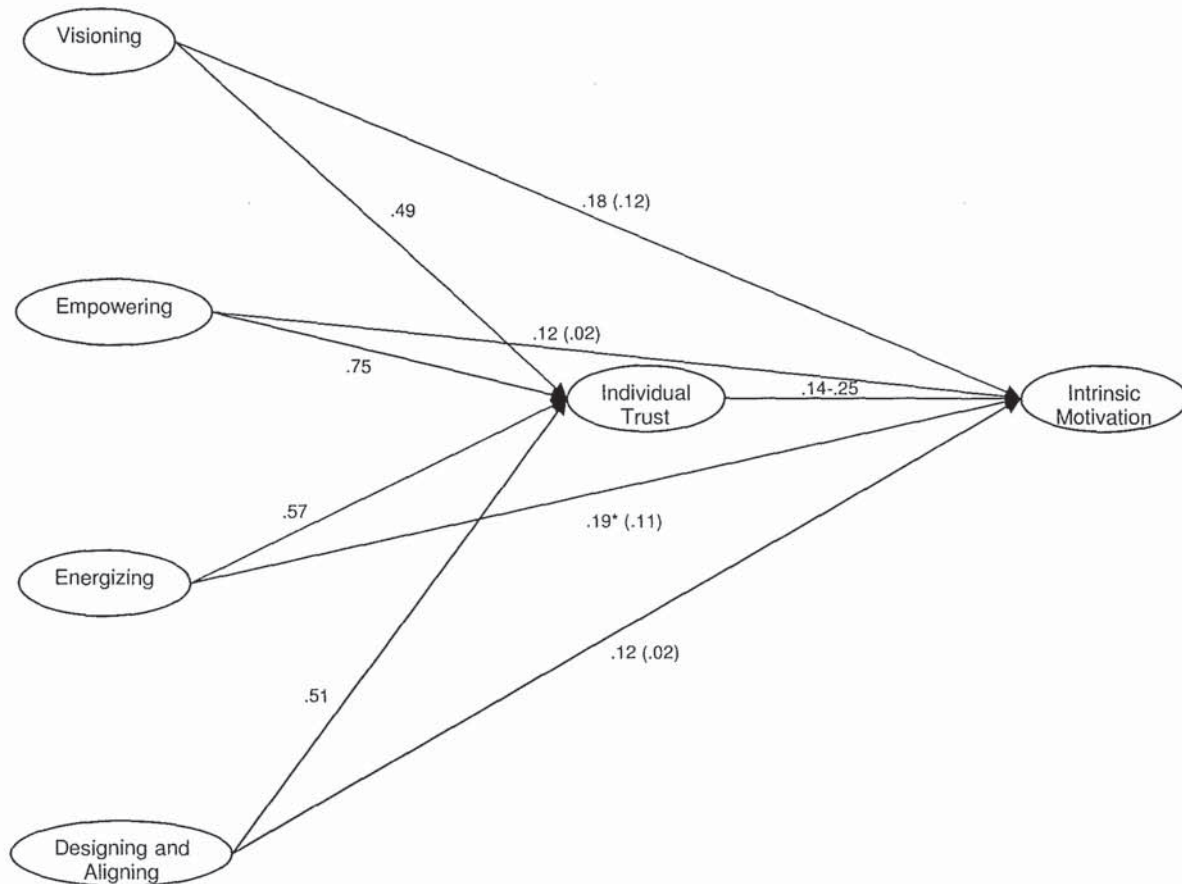 Visioning
.18 (.12)
.49
Empowering
.12 (.02)
.75
Individual
Trust
.14-.25
Intrinsic
Motivation
.57
.19* (.11)
Energizing
.12 (.02)
.51
Designing and
Aligning